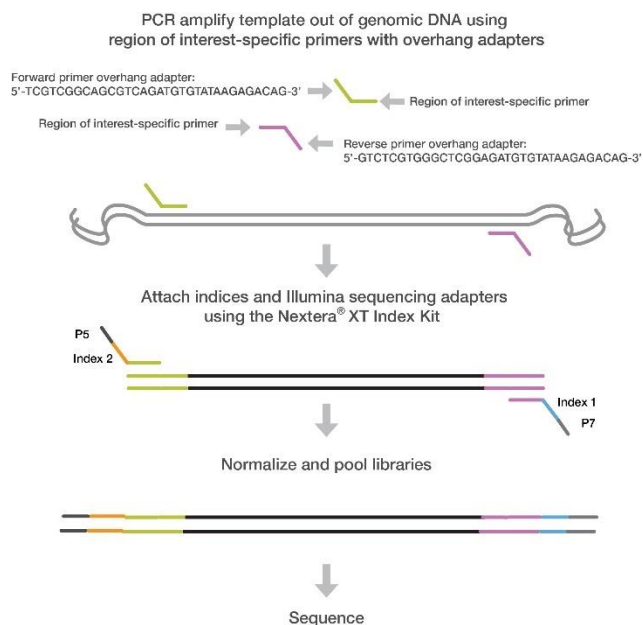 PCR amplify template out of genomic DNA using
region of interest-specific primers with overhang adapters
Forward primer overhang adapter:
5'-TCGTCGGCAGCGTCAGATGTGTATAAGAGACAG-3'
Region of interest-specific primer
Region of interest-specific primer
Reverse primer overhang adapter:
5'-GTCTCGTGGGCTCGGAGATGTGTATAAGAGACAG-3'
Attach indices and Illumina sequencing adapters
using the Nextera® XT Index Kit
P5
Index 2
Index 1
P7
Normalize and pool libraries
Sequence